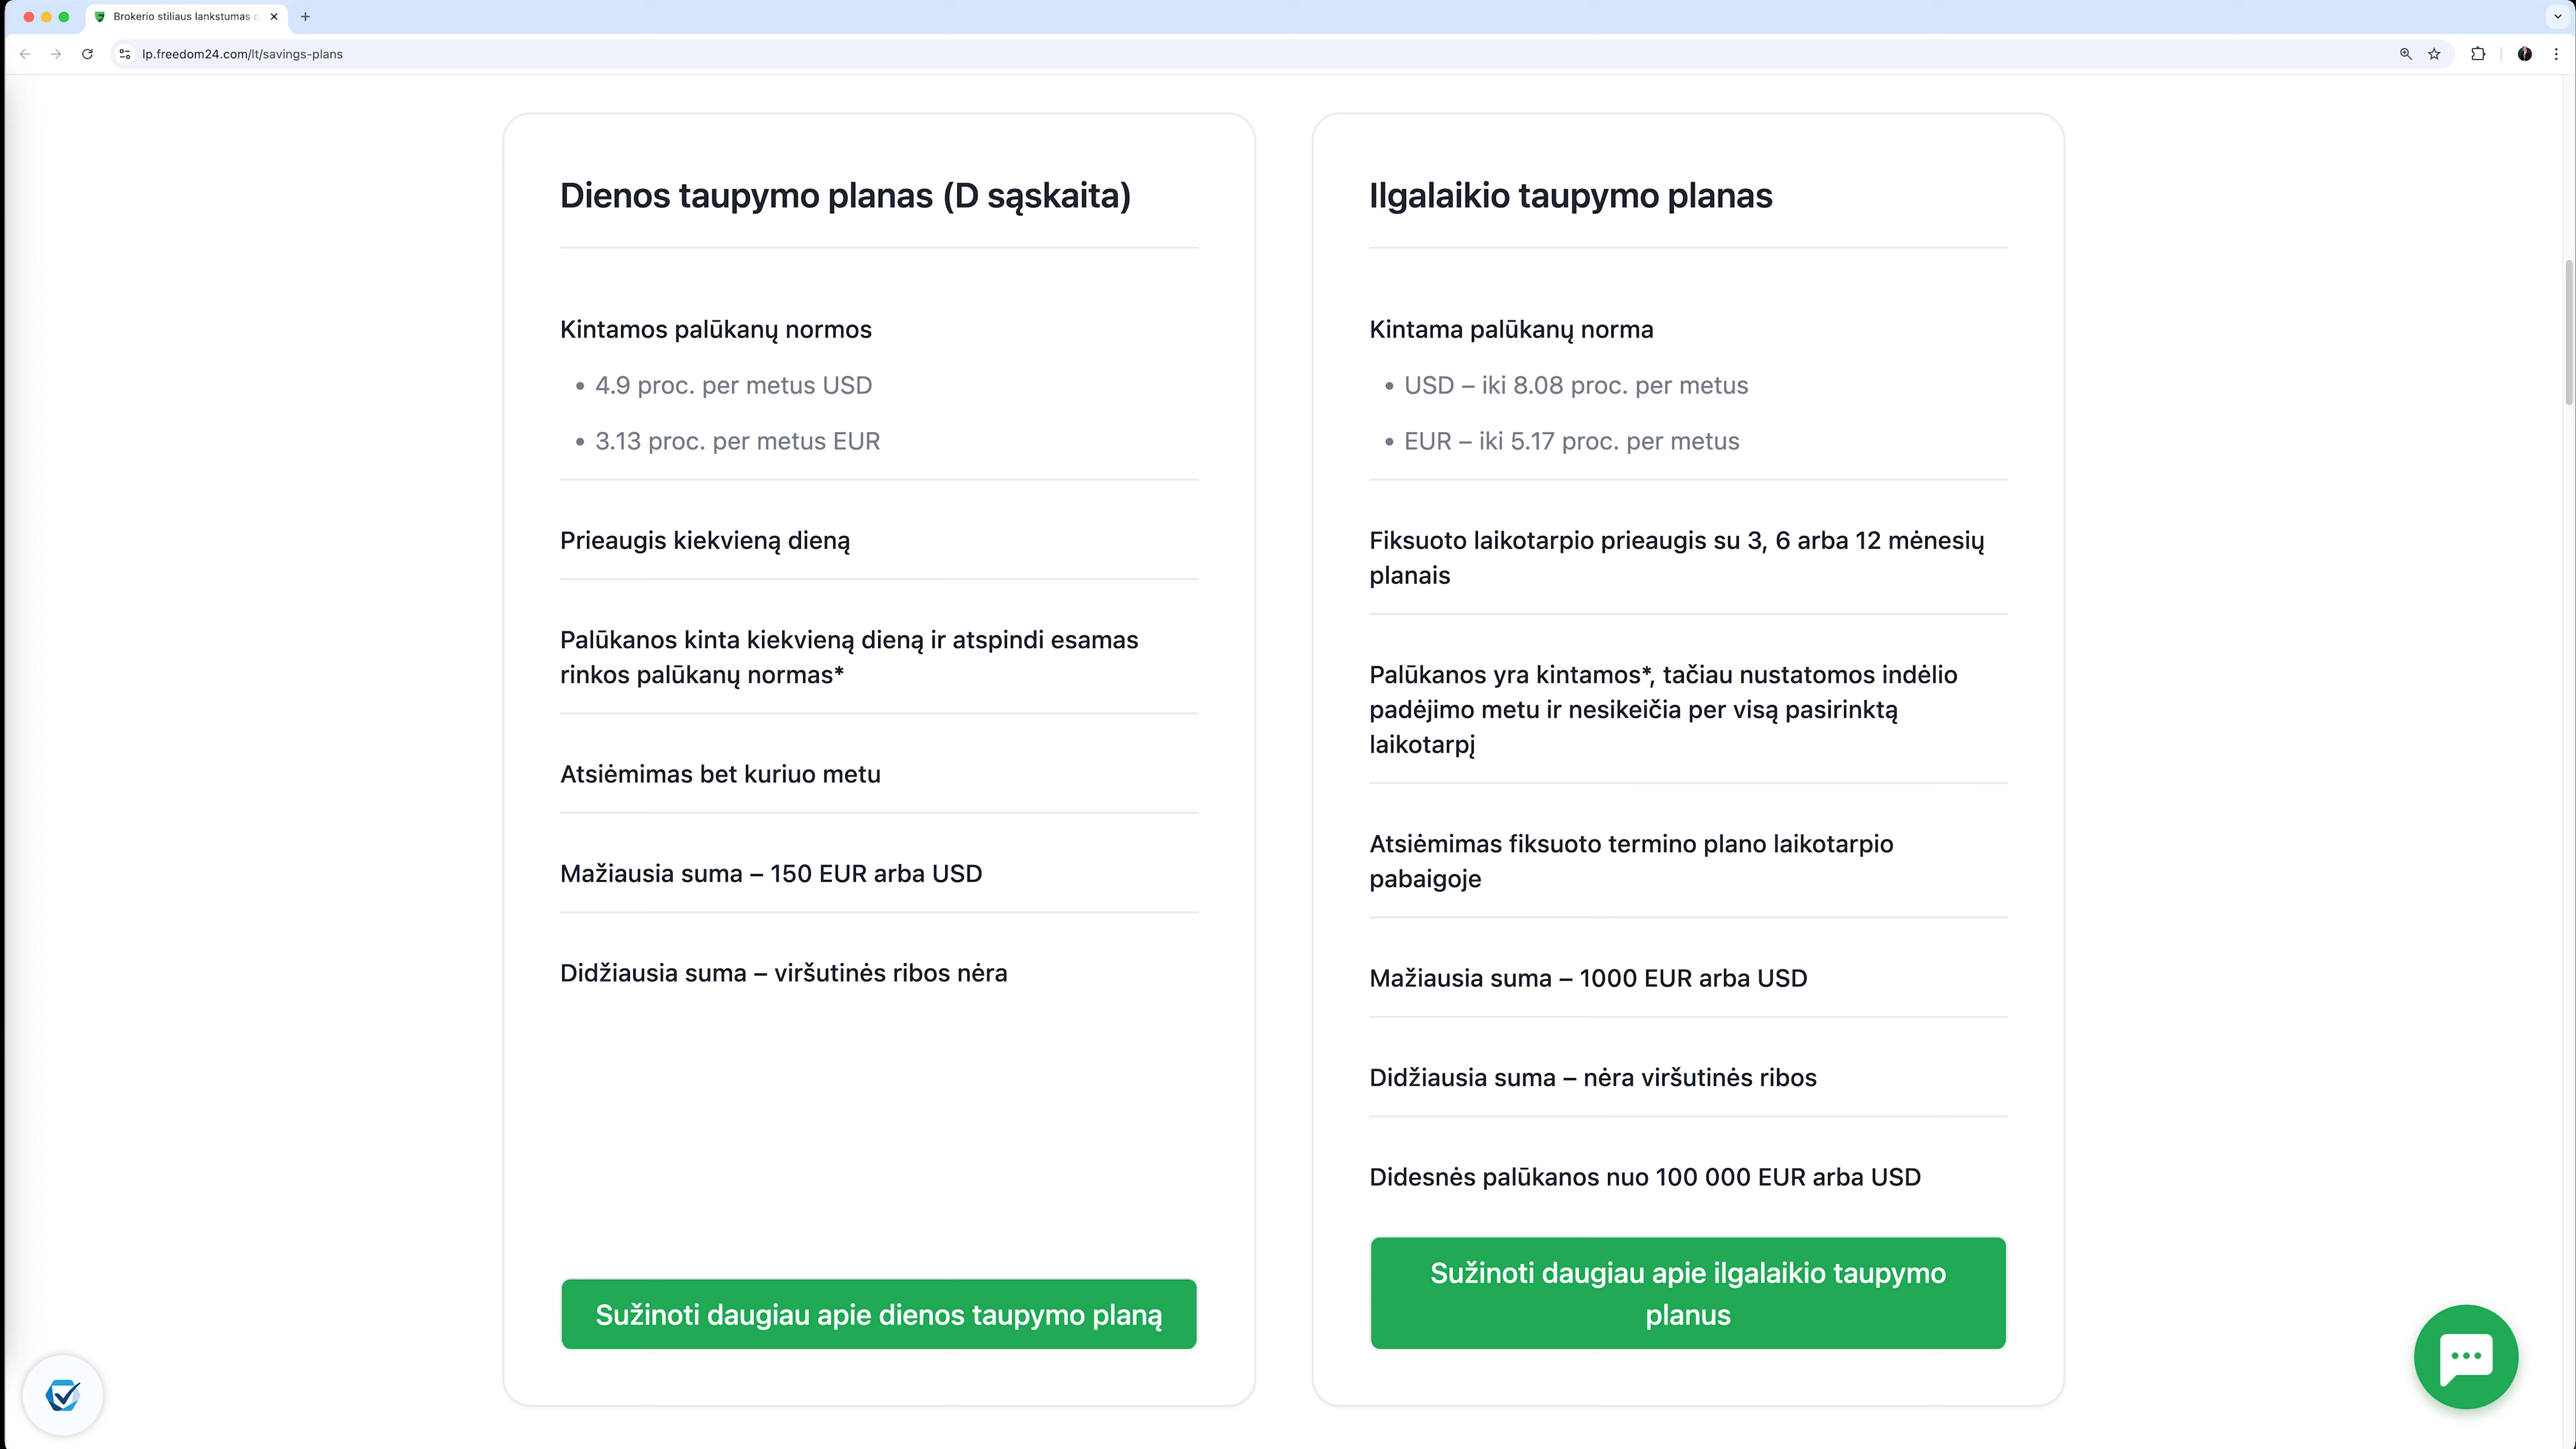 Brokerio stiliaus lankstumas
lp.freedom24.com/lt/savings-plans
Dienos taupymo planas (D sąskaita)
Kintamos palūkanų normos
• 4.9 proc. per metus USD
• 3.13 proc. per metus EUR
Prieaugis kiekvieną dieną
Palūkanos kinta kiekvieną dieną ir atspindi esamas
rinkos palūkanų normas*
Atsiėmimas bet kuriuo metu
Mažiausia suma – 150 EUR arba USD
Didžiausia suma – viršutinės ribos nėra
Sužinoti daugiau apie dienos taupymo planą
Ilgalaikio taupymo planas
Kintama palūkanų norma
• USD – iki 8.08 proc. per metus
• EUR – iki 5.17 proc. per metus
Fiksuoto laikotarpio prieaugis su 3, 6 arba 12 mėnesių
planais
Palūkanos yra kintamos*, tačiau nustatomos indėlio
padėjimo metu ir nesikeičia per visą pasirinktą
laikotarpį
Atsiėmimas fiksuoto termino plano laikotarpio
pabaigoje
Mažiausia suma – 1000 EUR arba USD
Didžiausia suma – nėra viršutinės ribos
Didesnės palūkanos nuo 100 000 EUR arba USD
Sužinoti daugiau apie ilgalaikio taupymo
planus